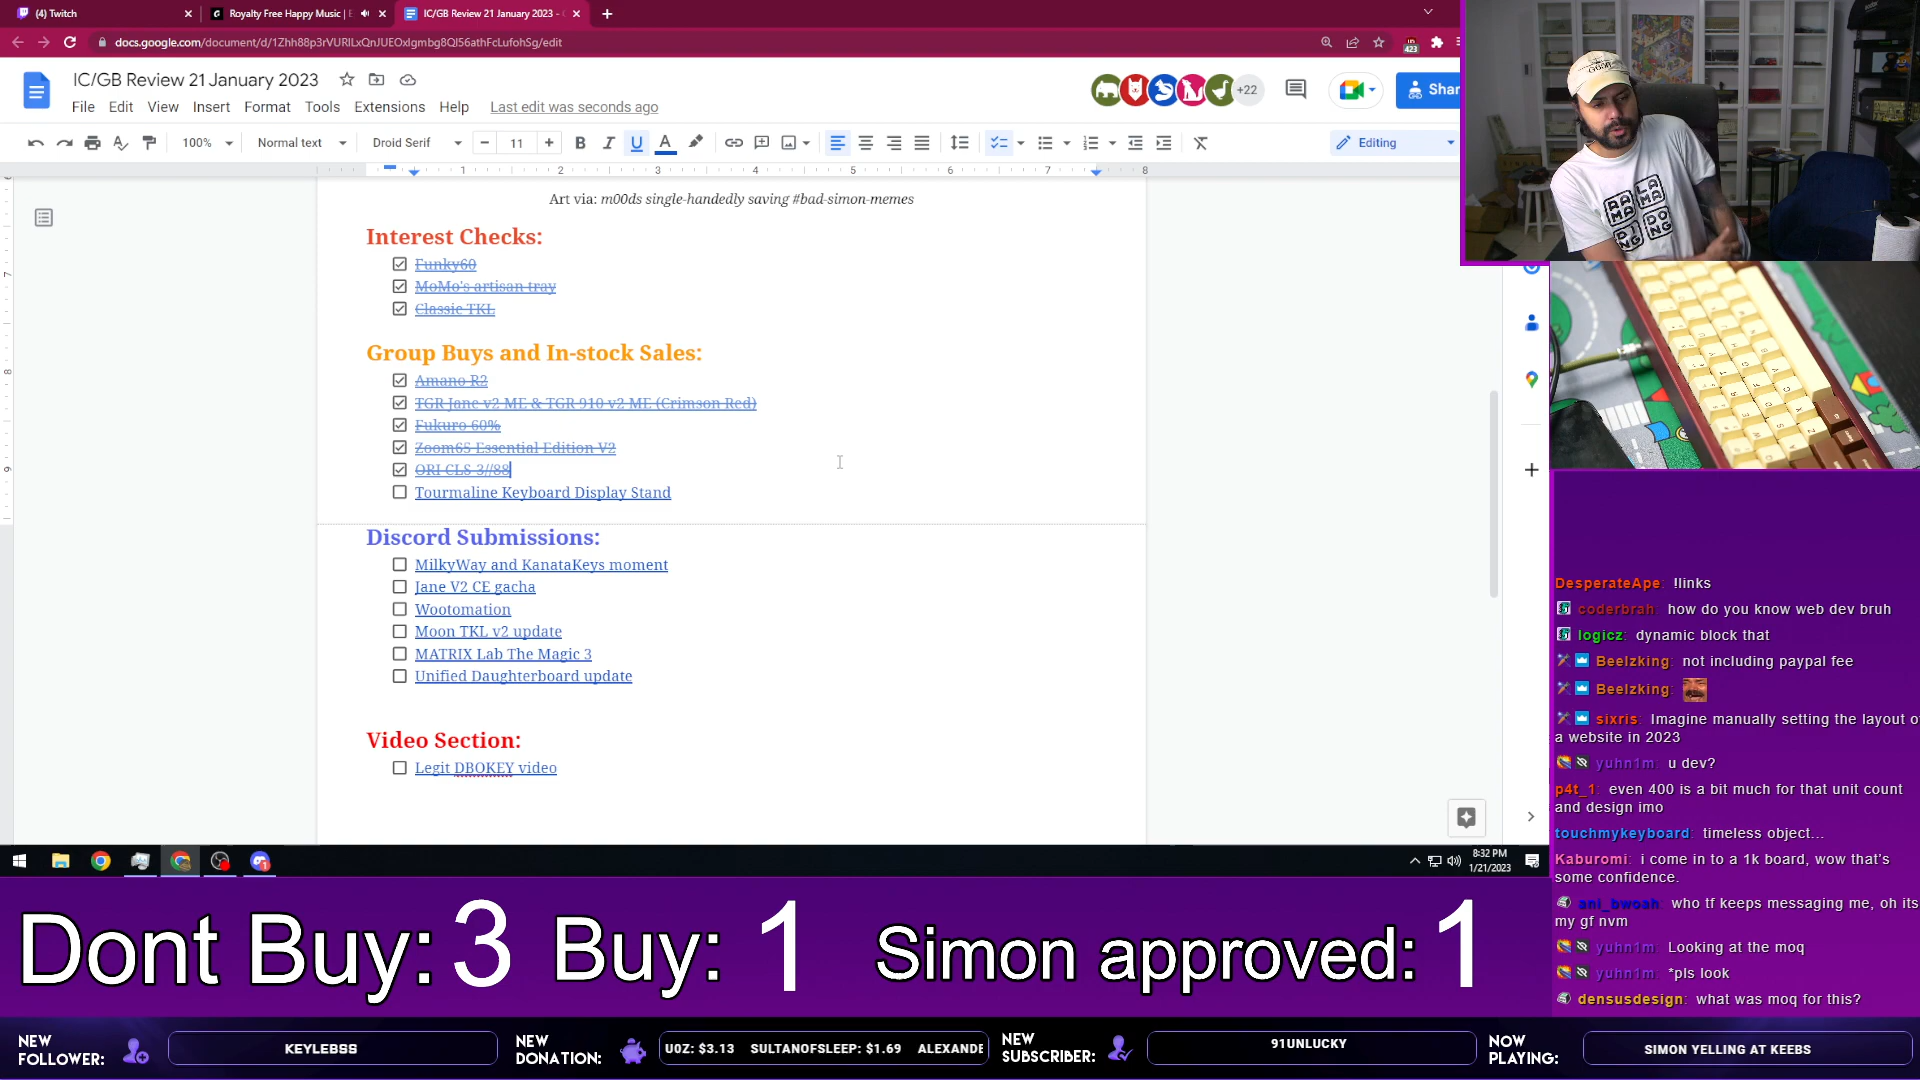 (4) Twitch
Royalty Free Happy Music |
IC/GB Review 21 January 2023 -
docs.google.com/document/d/1Zhh88p3rVURlLxQnJUEOxlgmbg8Ql56athFcLufohSg/edit
423
IC/GB Review 21 January 2023
+22
Shar
File Edit View Insert Format Tools Extensions Help Last edit was seconds ago
100% Normal text Droid Serif 11 Editing
1 2 3 4 5 6 7 8
Art via: m00ds single-handedly saving #bad-simon-memes
Interest Checks:
Funky60
MoMo's artisan tray
Classic TKL
Group Buys and In-stock Sales:
Amano R2
TGR Jane v2 ME & TGR 910 v2 ME (Crimson Red)
Fukuro 60%
Zoom65 Essential Edition V2
ORI CLS 3//88
Tourmaline Keyboard Display Stand
Discord Submissions:
MilkyWay and KanataKeys moment
Jane V2 CE gacha
Wootomation
Moon TKL v2 update
MATRIX Lab The Magic 3
Unified Daughterboard update
Video Section:
Legit DBOKEY video
8:32 PM
1/21/2023
DesperateApe: !links
coderbrah: how do you know web dev bruh
logicz: dynamic block that
Beelzking: not including paypal fee
Beelzking:
sixris: Imagine manually setting the layout of
a website in 2023
yuhn1m: u dev?
p4t_1: even 400 is a bit much for that unit count
and design imo
touchmykeyboard: timeless object...
Kaburomi: i come in to a 1k board, wow that's
some confidence.
ani_bwoah: who tf keeps messaging me, oh its
my gf nvm
yuhn1m: Looking at the moq
yuhn1m: *pls look
densusdesign: what was moq for this?
Dont Buy: 3 Buy: 1 Simon approved: 1
NEW FOLLOWER: KEYLEBSS
NEW DONATION: U0Z: $3.13 SULTANOFSLEEP: $1.69 ALEXANDE
NEW SUBSCRIBER: 91UNLUCKY
NOW PLAYING: SIMON YELLING AT KEEBS